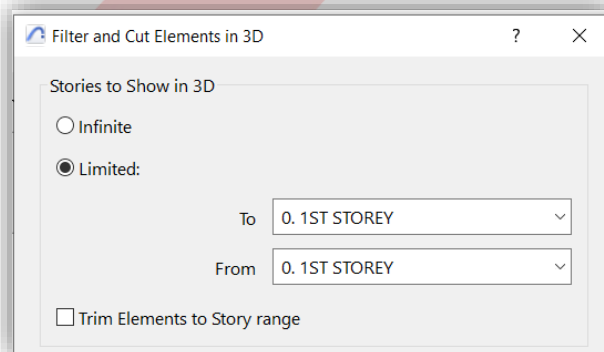 Filter and Cut Elements in 3D ?
Stories to Show in 3D
Infinite
Limited:
To 0. 1ST STOREY
From 0. 1ST STOREY
Trim Elements to Story range